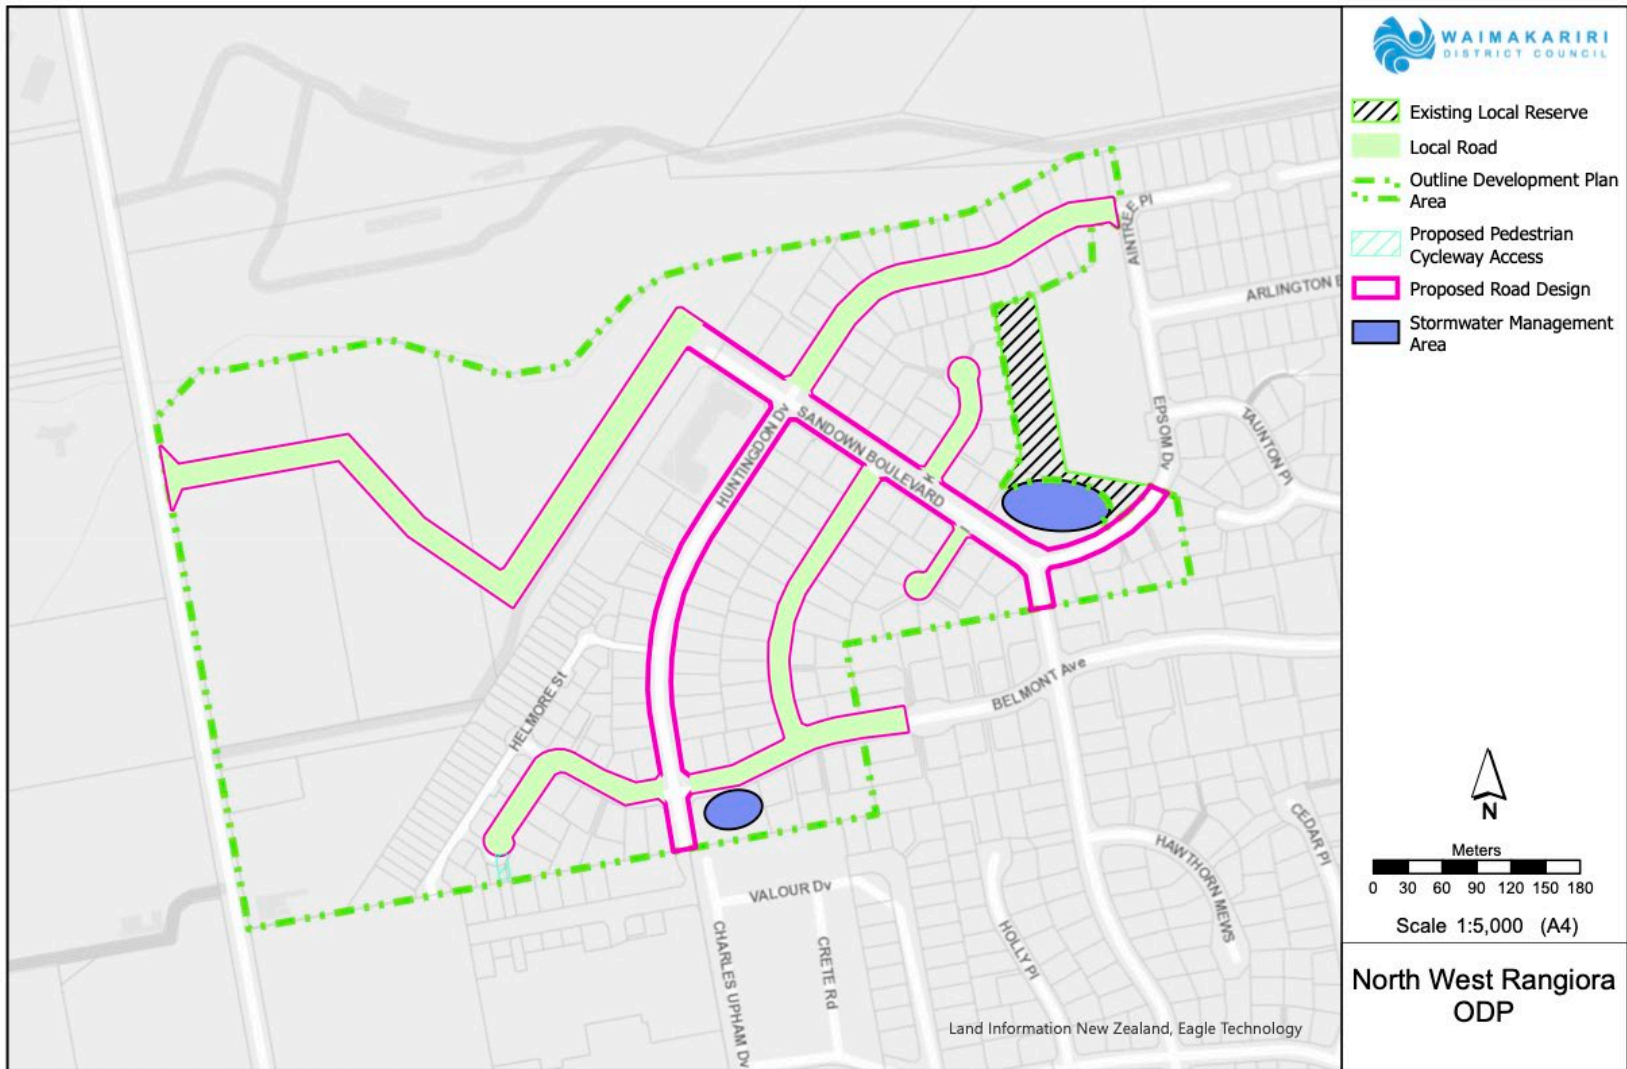 WAIMAKARIRI
DISTRICT COUNCIL
Existing Local Reserve
Local Road
Outline Development Plan
Area
Proposed Pedestrian
Cycleway Access
Proposed Road Design
Stormwater Management
Area
AINTREE Pl
ARLINGTON
EPSOM Dv
TAUNTON Pl
HUNTINGDON Dv
SANDOWN BOULEVARD
HELMORE St
BELMONT Ave
VALOUR Dv
CHARLES UPHAM Dv
CRETE Rd
HOLLY Pl
HAWTHORN MEWS
CEDAR Pl
N
Meters
0 30 60 90 120 150 180
Scale 1:5,000 (A4)
Land Information New Zealand, Eagle Technology
North West Rangiora
ODP